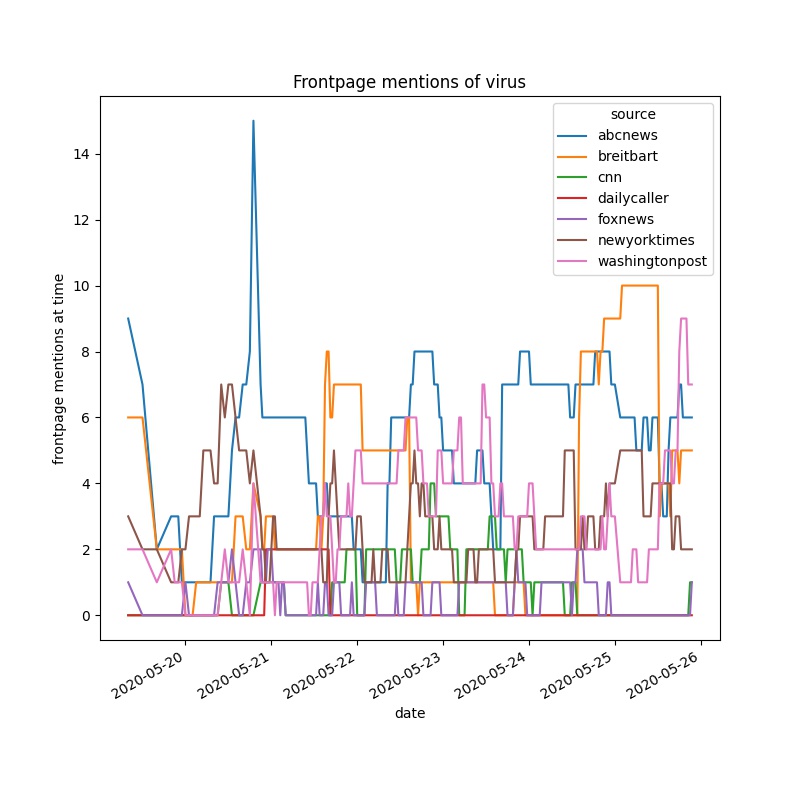 Frontpage mentions of virus
source
abcnews
breitbart
cnn
dailycaller
foxnews
newyorktimes
washingtonpost
frontpage mentions at time
14
12
10
8
6
4
2
0
2020-05-20
2020-05-21
2020-05-22
2020-05-23
2020-05-24
2020-05-25
2020-05-26
date